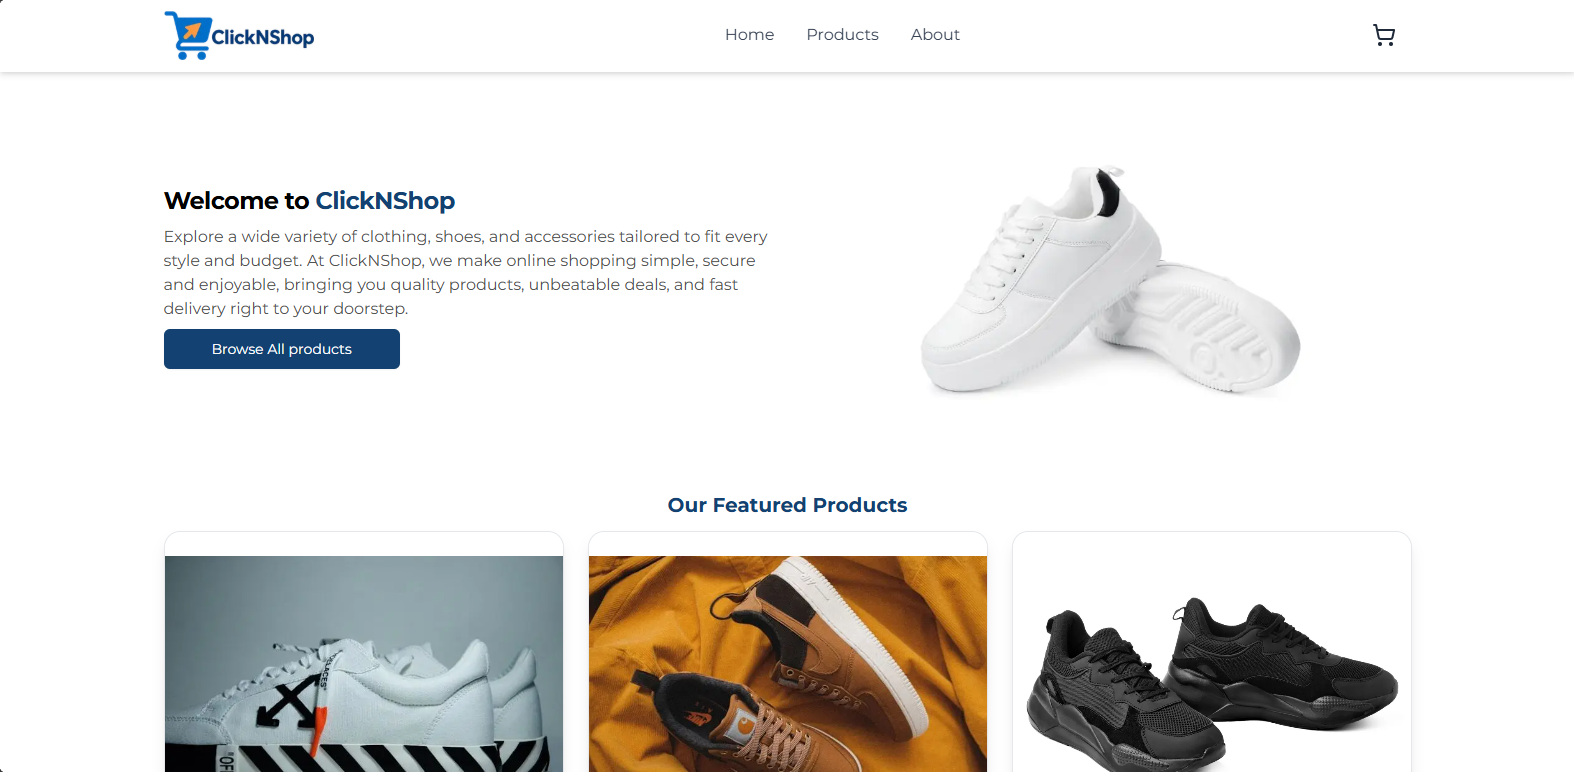 ClickNShop
Home Products About
Welcome to ClickNShop
Explore a wide variety of clothing, shoes, and accessories tailored to fit every
style and budget. At ClickNShop, we make online shopping simple, secure
and enjoyable, bringing you quality products, unbeatable deals, and fast
delivery right to your doorstep.
Browse All products
Our Featured Products